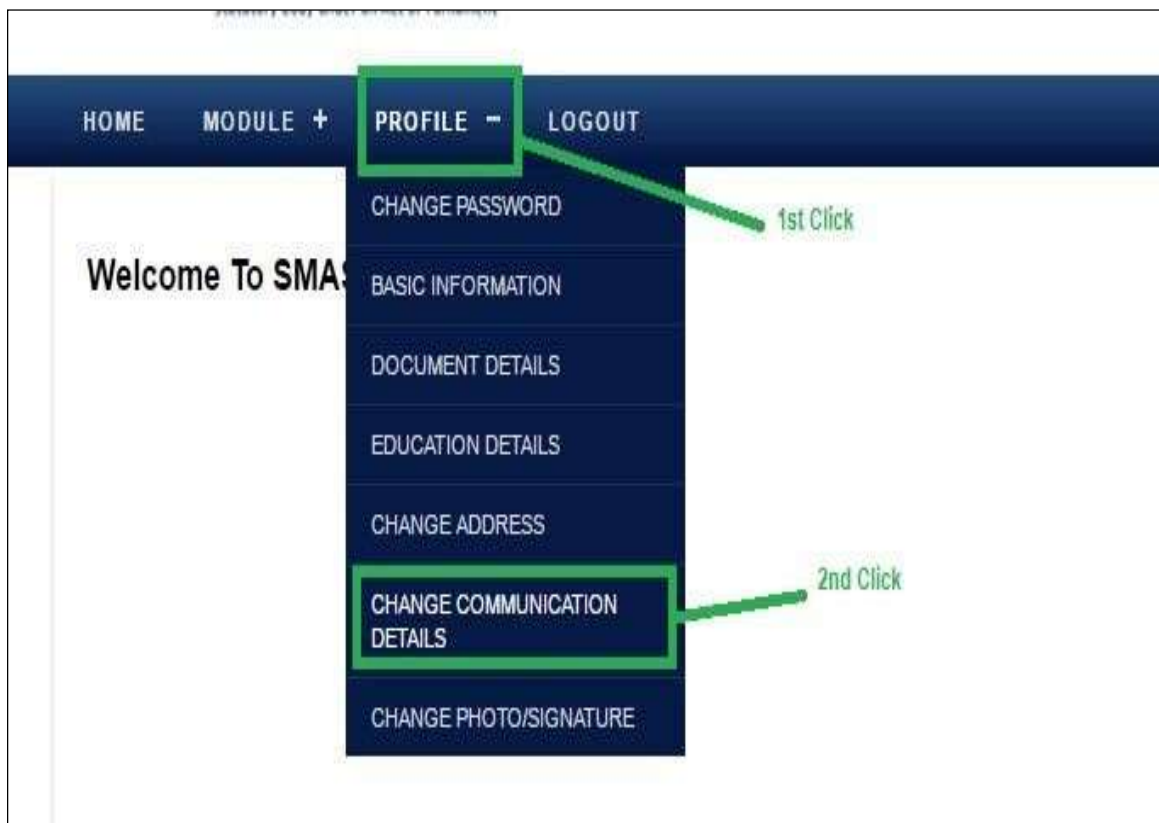 HOME MODULE + PROFILE - LOGOUT
CHANGE PASSWORD
1st Click
Welcome To SMAS
BASIC INFORMATION
DOCUMENT DETAILS
EDUCATION DETAILS
CHANGE ADDRESS
CHANGE COMMUNICATION
DETAILS
2nd Click
CHANGE PHOTO/SIGNATURE